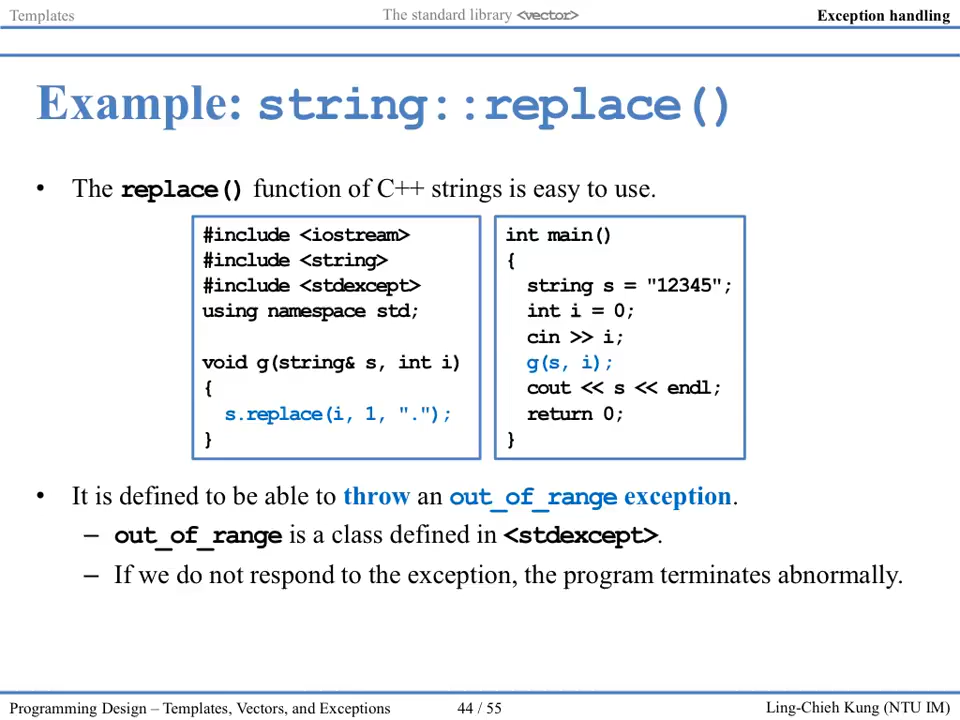 Templates
The standard library <vector>
Exception handling
Example: string::replace()
• The replace() function of C++ strings is easy to use.
#include <iostream>
#include <string>
#include <stdexcept>
using namespace std;
void g(string& s, int i)
{
  s.replace(i, 1, ".");
}
int main()
{
  string s = "12345";
  int i = 0;
  cin >> i;
  g(s, i);
  cout << s << endl;
  return 0;
}
• It is defined to be able to throw an out_of_range exception.
– out_of_range is a class defined in <stdexcept>.
– If we do not respond to the exception, the program terminates abnormally.
Programming Design – Templates, Vectors, and Exceptions
44 / 55
Ling-Chieh Kung (NTU IM)